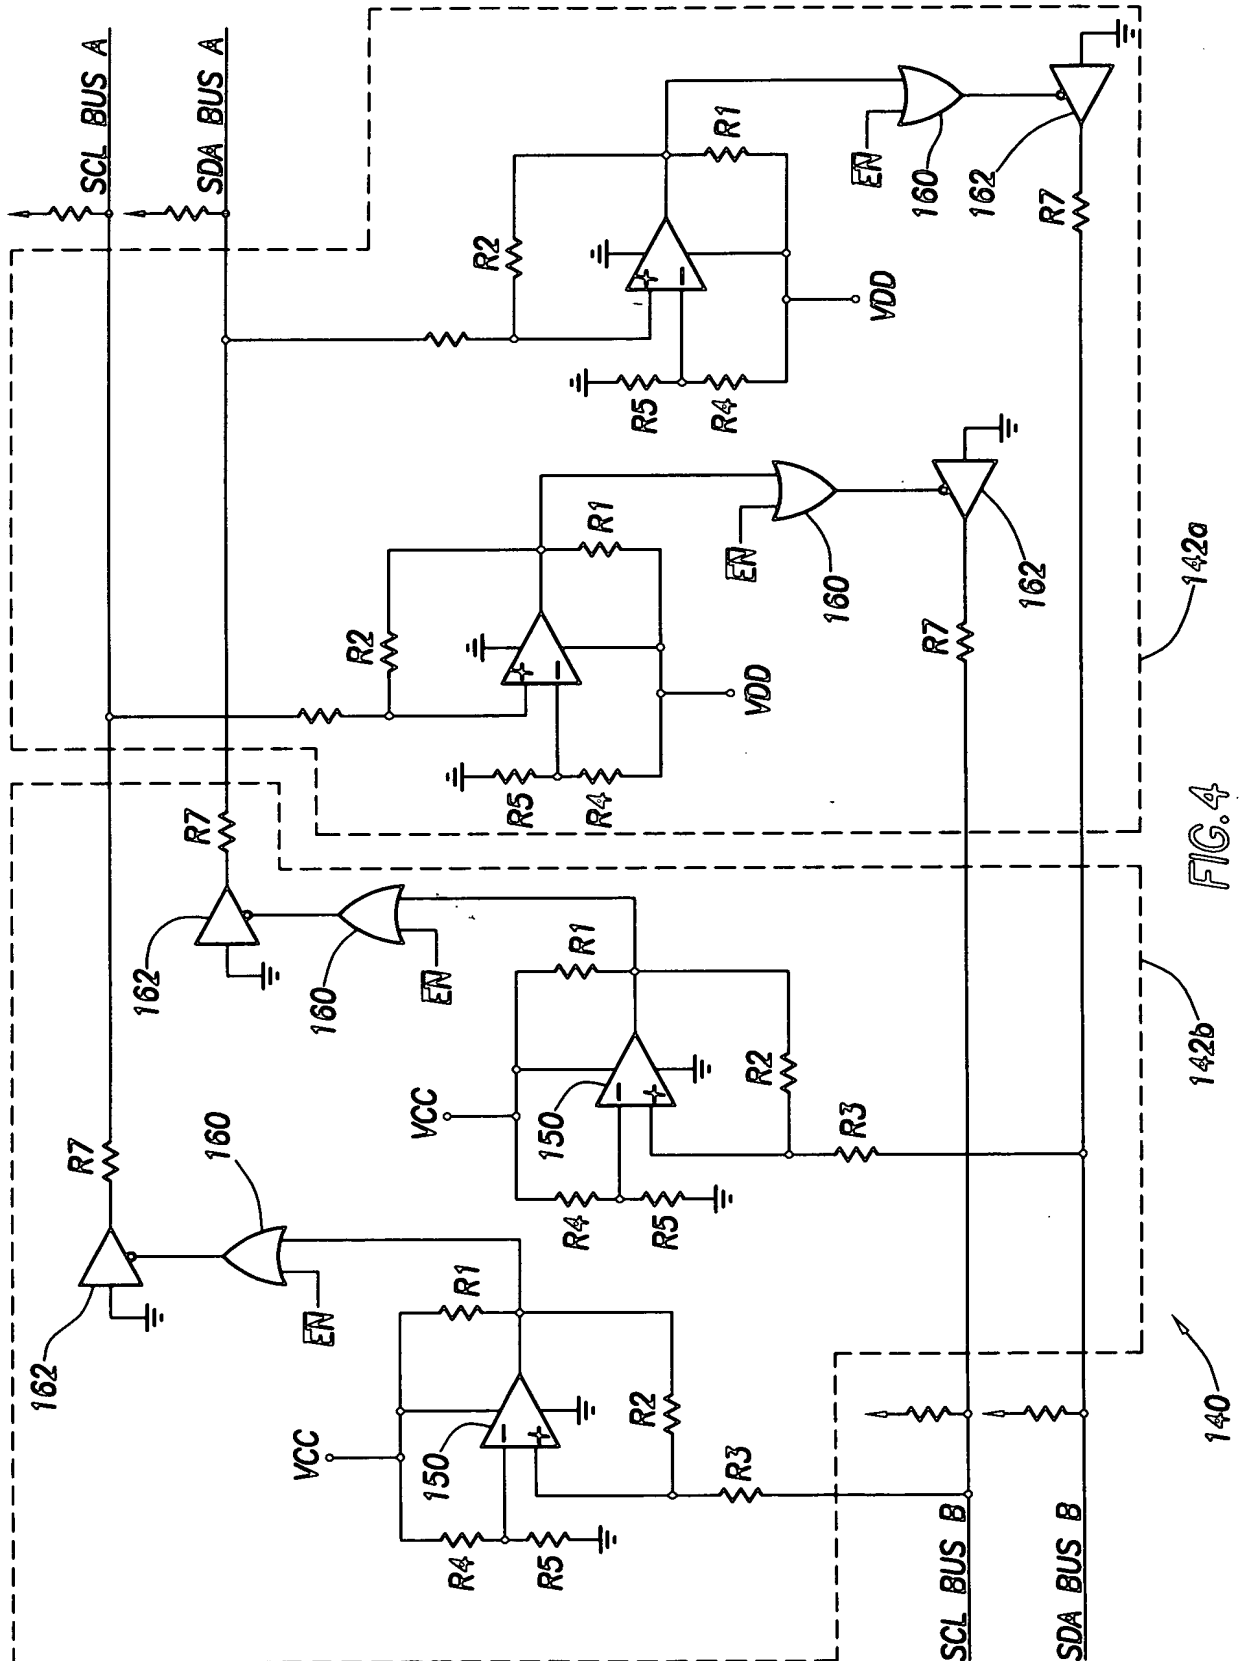 SCL BUS A
SDA BUS A
R2
R1
EN
160
162
R7
VDD
R5
R4
R2
R1
EN
160
162
R7
VDD
R5
R4
142a
R7
162
160
EN
R1
VCC
150
R2
R4
R5
R3
R7
160
162
EN
R1
VCC
150
R2
R4
R5
R3
142b
SCL BUS B
SDA BUS B
140
FIG.4